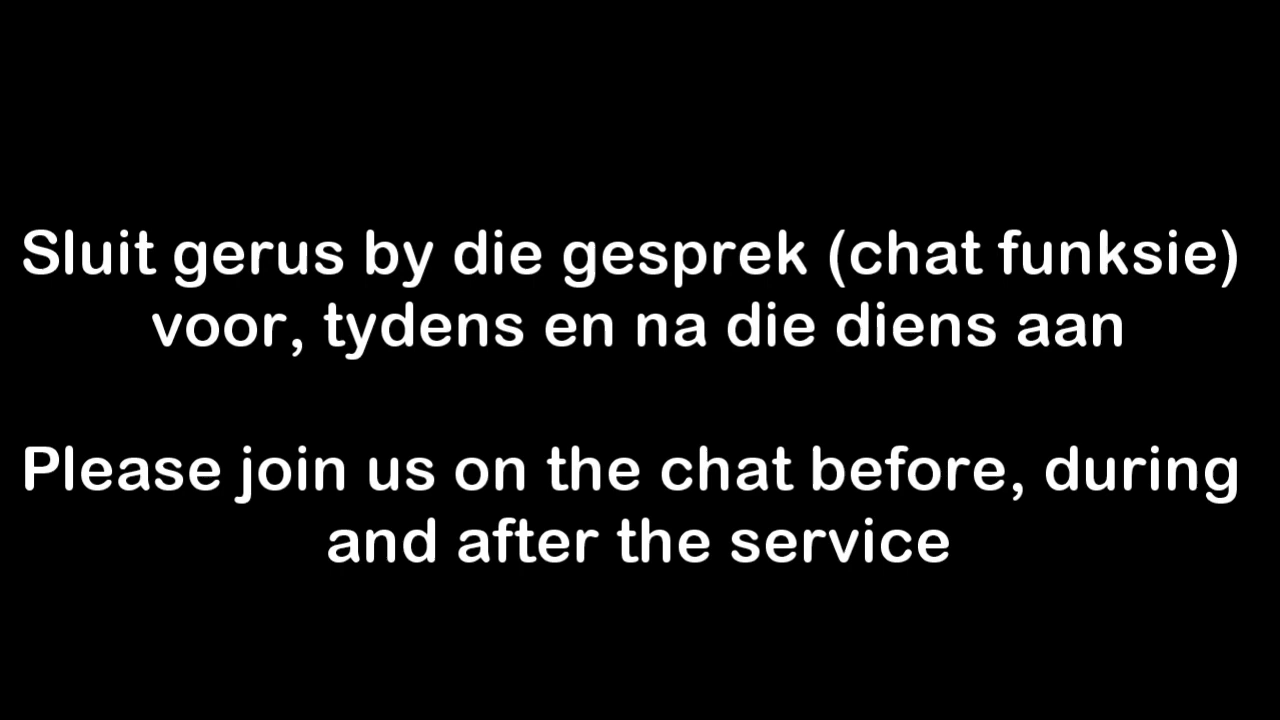 Sluit gerus by die gesprek (chat funksie)
voor, tydens en na die diens aan
Please join us on the chat before, during
and after the service